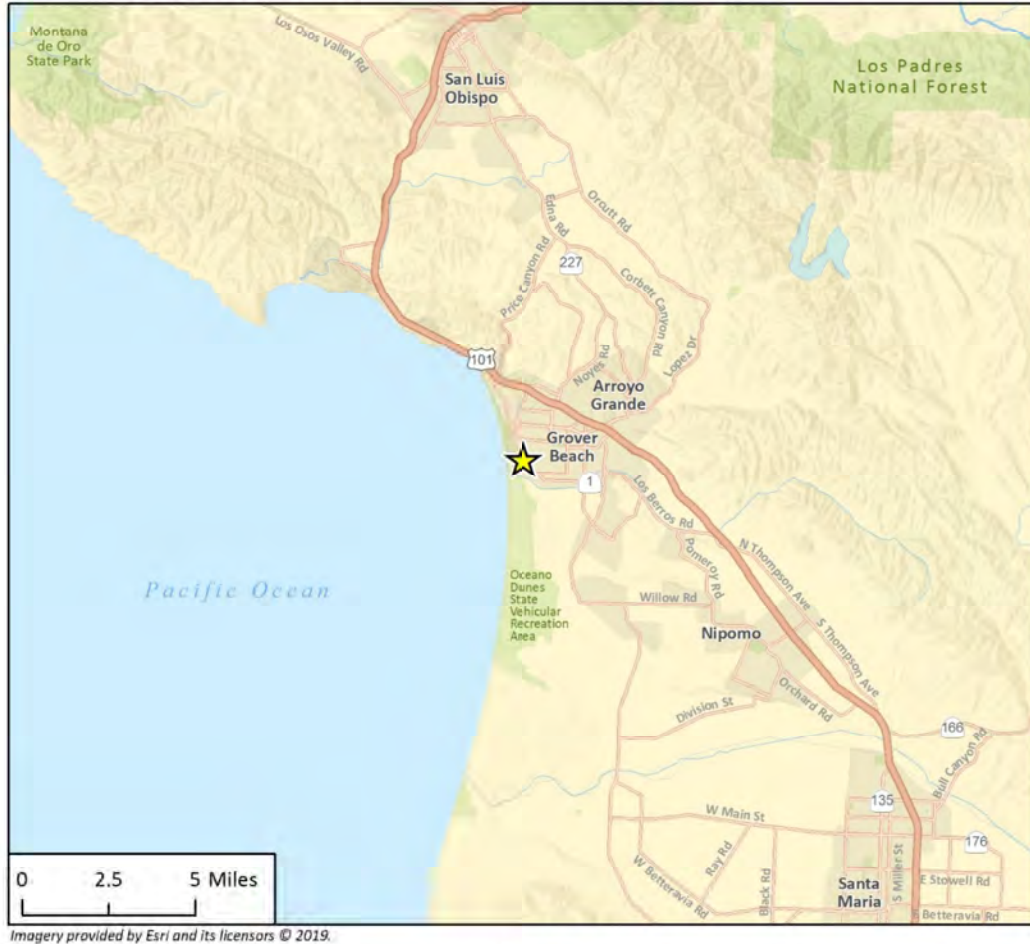 Montana
de Oro
State Park
Los Osos Valley Rd
San Luis
Obispo
Los Padres
National Forest
Orcutt Rd
Edna Rd
227
Price Canyon Rd
Corbett Canyon Rd
101
Noyes Rd
Lopez Dr
Arroyo
Grande
Grover
Beach
1
Los Berros Rd
N Thompson Ave
Pomeroy Rd
Pacific Ocean
Oceano
Dunes
State
Vehicular
Recreation
Area
Willow Rd
Nipomo
S Thompson Ave
Orchard Rd
Division St
166
Bull Canyon Rd
135
W Main St
176
Ray Rd
W Betteravia Rd
Black Rd
S Miller St
Santa
Maria
E Stowell Rd
E Betteravia Rd
0 2.5 5 Miles
Imagery provided by Esri and its licensors © 2019.